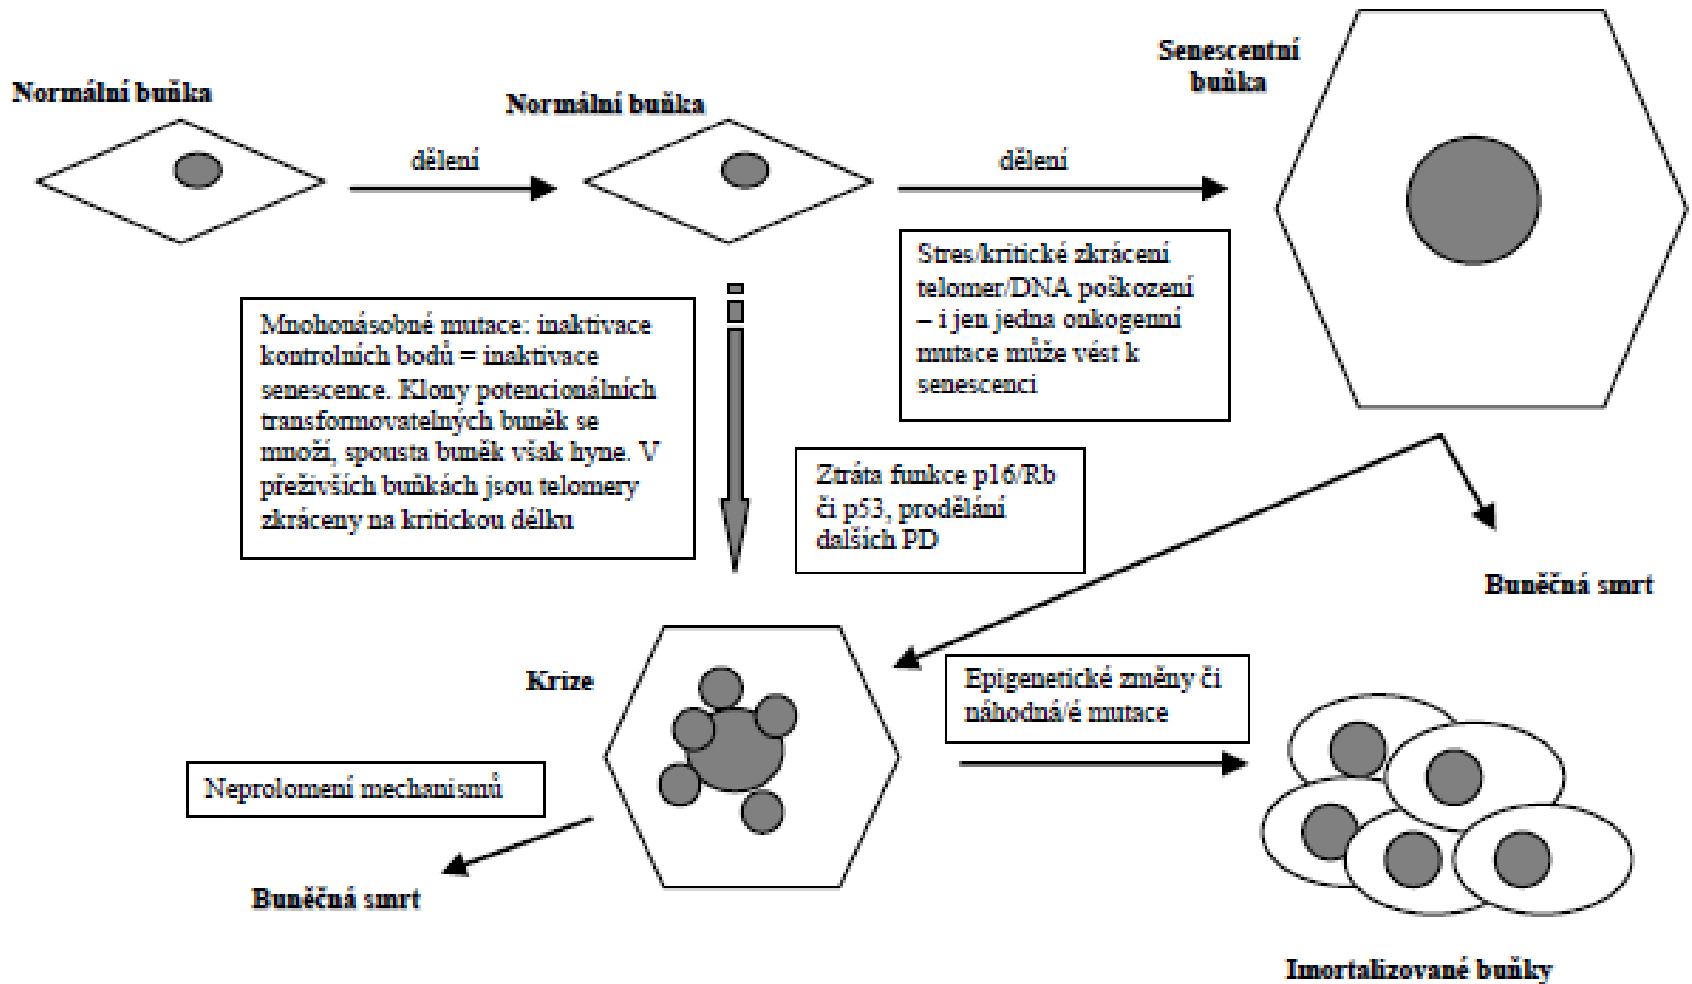 Normální buňka
Normální buňka
Senescentní
buňka
dělení
dělení
Stres/kritické zkrácení
telomer/DNA poškození
– i jen jedna onkogenní
mutace může vést k
senescenci
Mnohonásobné mutace: inaktivace
kontrolních bodů = inaktivace
senescence. Klony potencionálních
transformovatelných buněk se
množí, spousta buněk však hyne. V
přeživších buňkách jsou telomery
zkráceny na kritickou délku
Ztráta funkce p16/Rb
či p53, prodělání
dalších PD
Buněčná smrt
Krize
Epigenetické změny či
náhodná/é mutace
Neprolomení mechanismů
Buněčná smrt
Imortalizované buňky